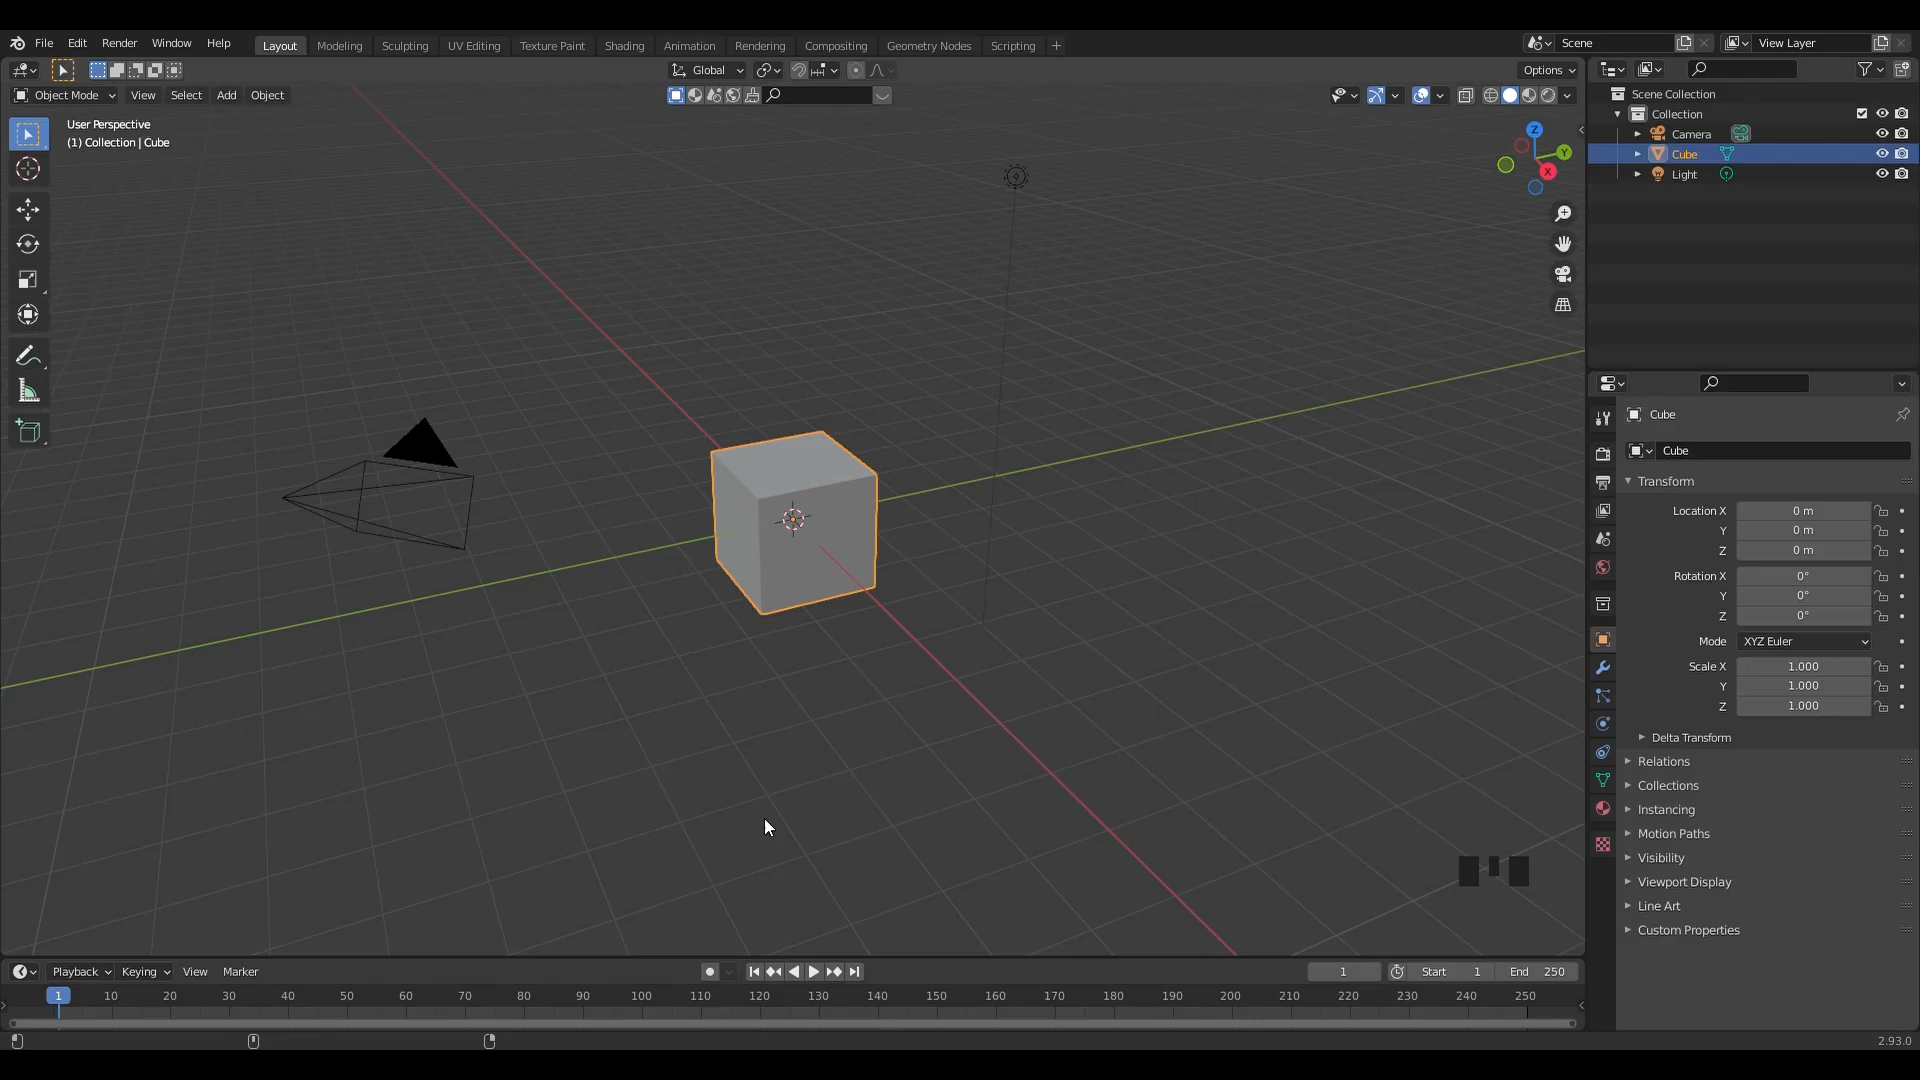 File Edit Render Window Help Layout Modeling Sculpting UV Editing Texture Paint Shading Animation Rendering Compositing Geometry Nodes Scripting + Scene View Layer
Global Options
Object Mode View Select Add Object
User Perspective
(1) Collection | Cube
Z
Y
X
Scene Collection
Collection
Camera
Cube
Light
Cube
Cube
Transform
Location X 0 m
Y 0 m
Z 0 m
Rotation X 0°
Y 0°
Z 0°
Mode XYZ Euler
Scale X 1.000
Y 1.000
Z 1.000
Delta Transform
Relations
Collections
Instancing
Motion Paths
Visibility
Viewport Display
Line Art
Custom Properties
Playback Keying View Marker 1 Start 1 End 250
1 10 20 30 40 50 60 70 80 90 100 110 120 130 140 150 160 170 180 190 200 210 220 230 240 250
2.93.0